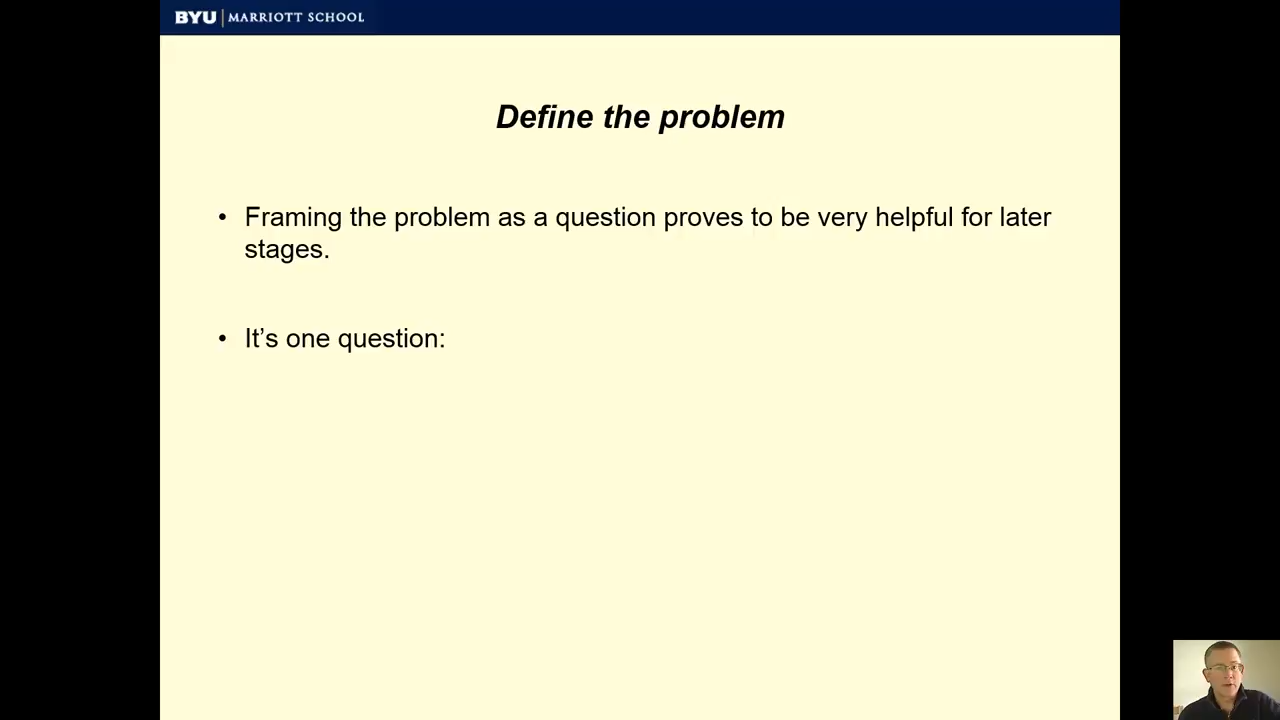 BYU | MARRIOTT SCHOOL
Define the problem
• Framing the problem as a question proves to be very helpful for later
stages.
• It’s one question: